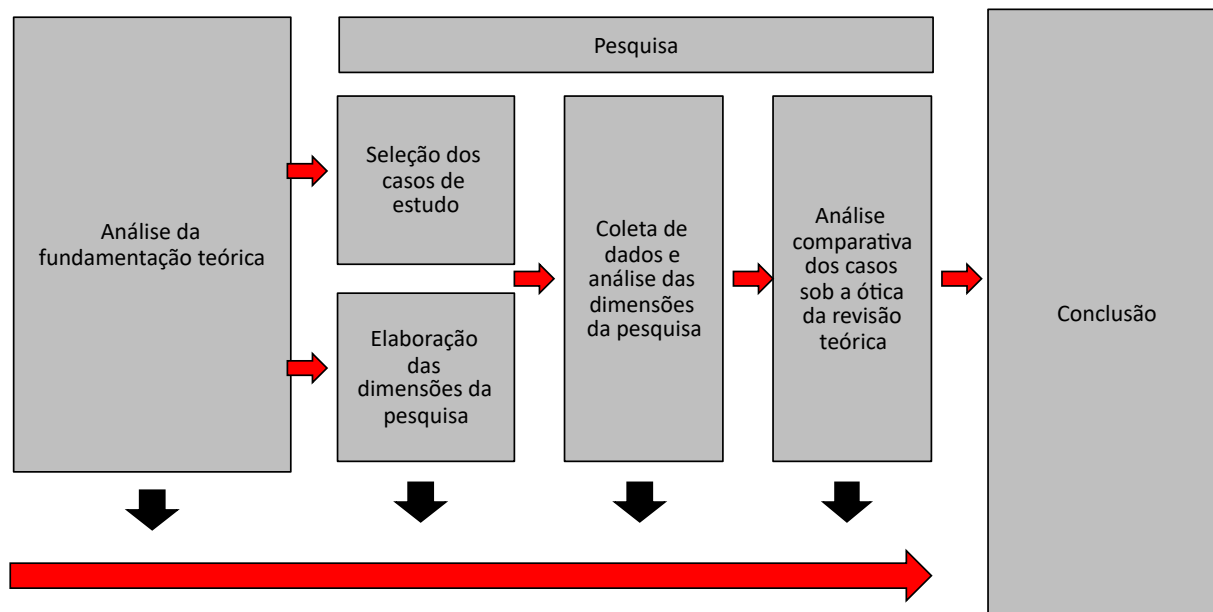 Pesquisa
Análise da
fundamentação teórica
Seleção dos
casos de
estudo
Elaboração
das
dimensões da
pesquisa
Coleta de
dados e
análise das
dimensões
da pesquisa
Análise
comparativa
dos casos
sob a ótica
da revisão
teórica
Conclusão